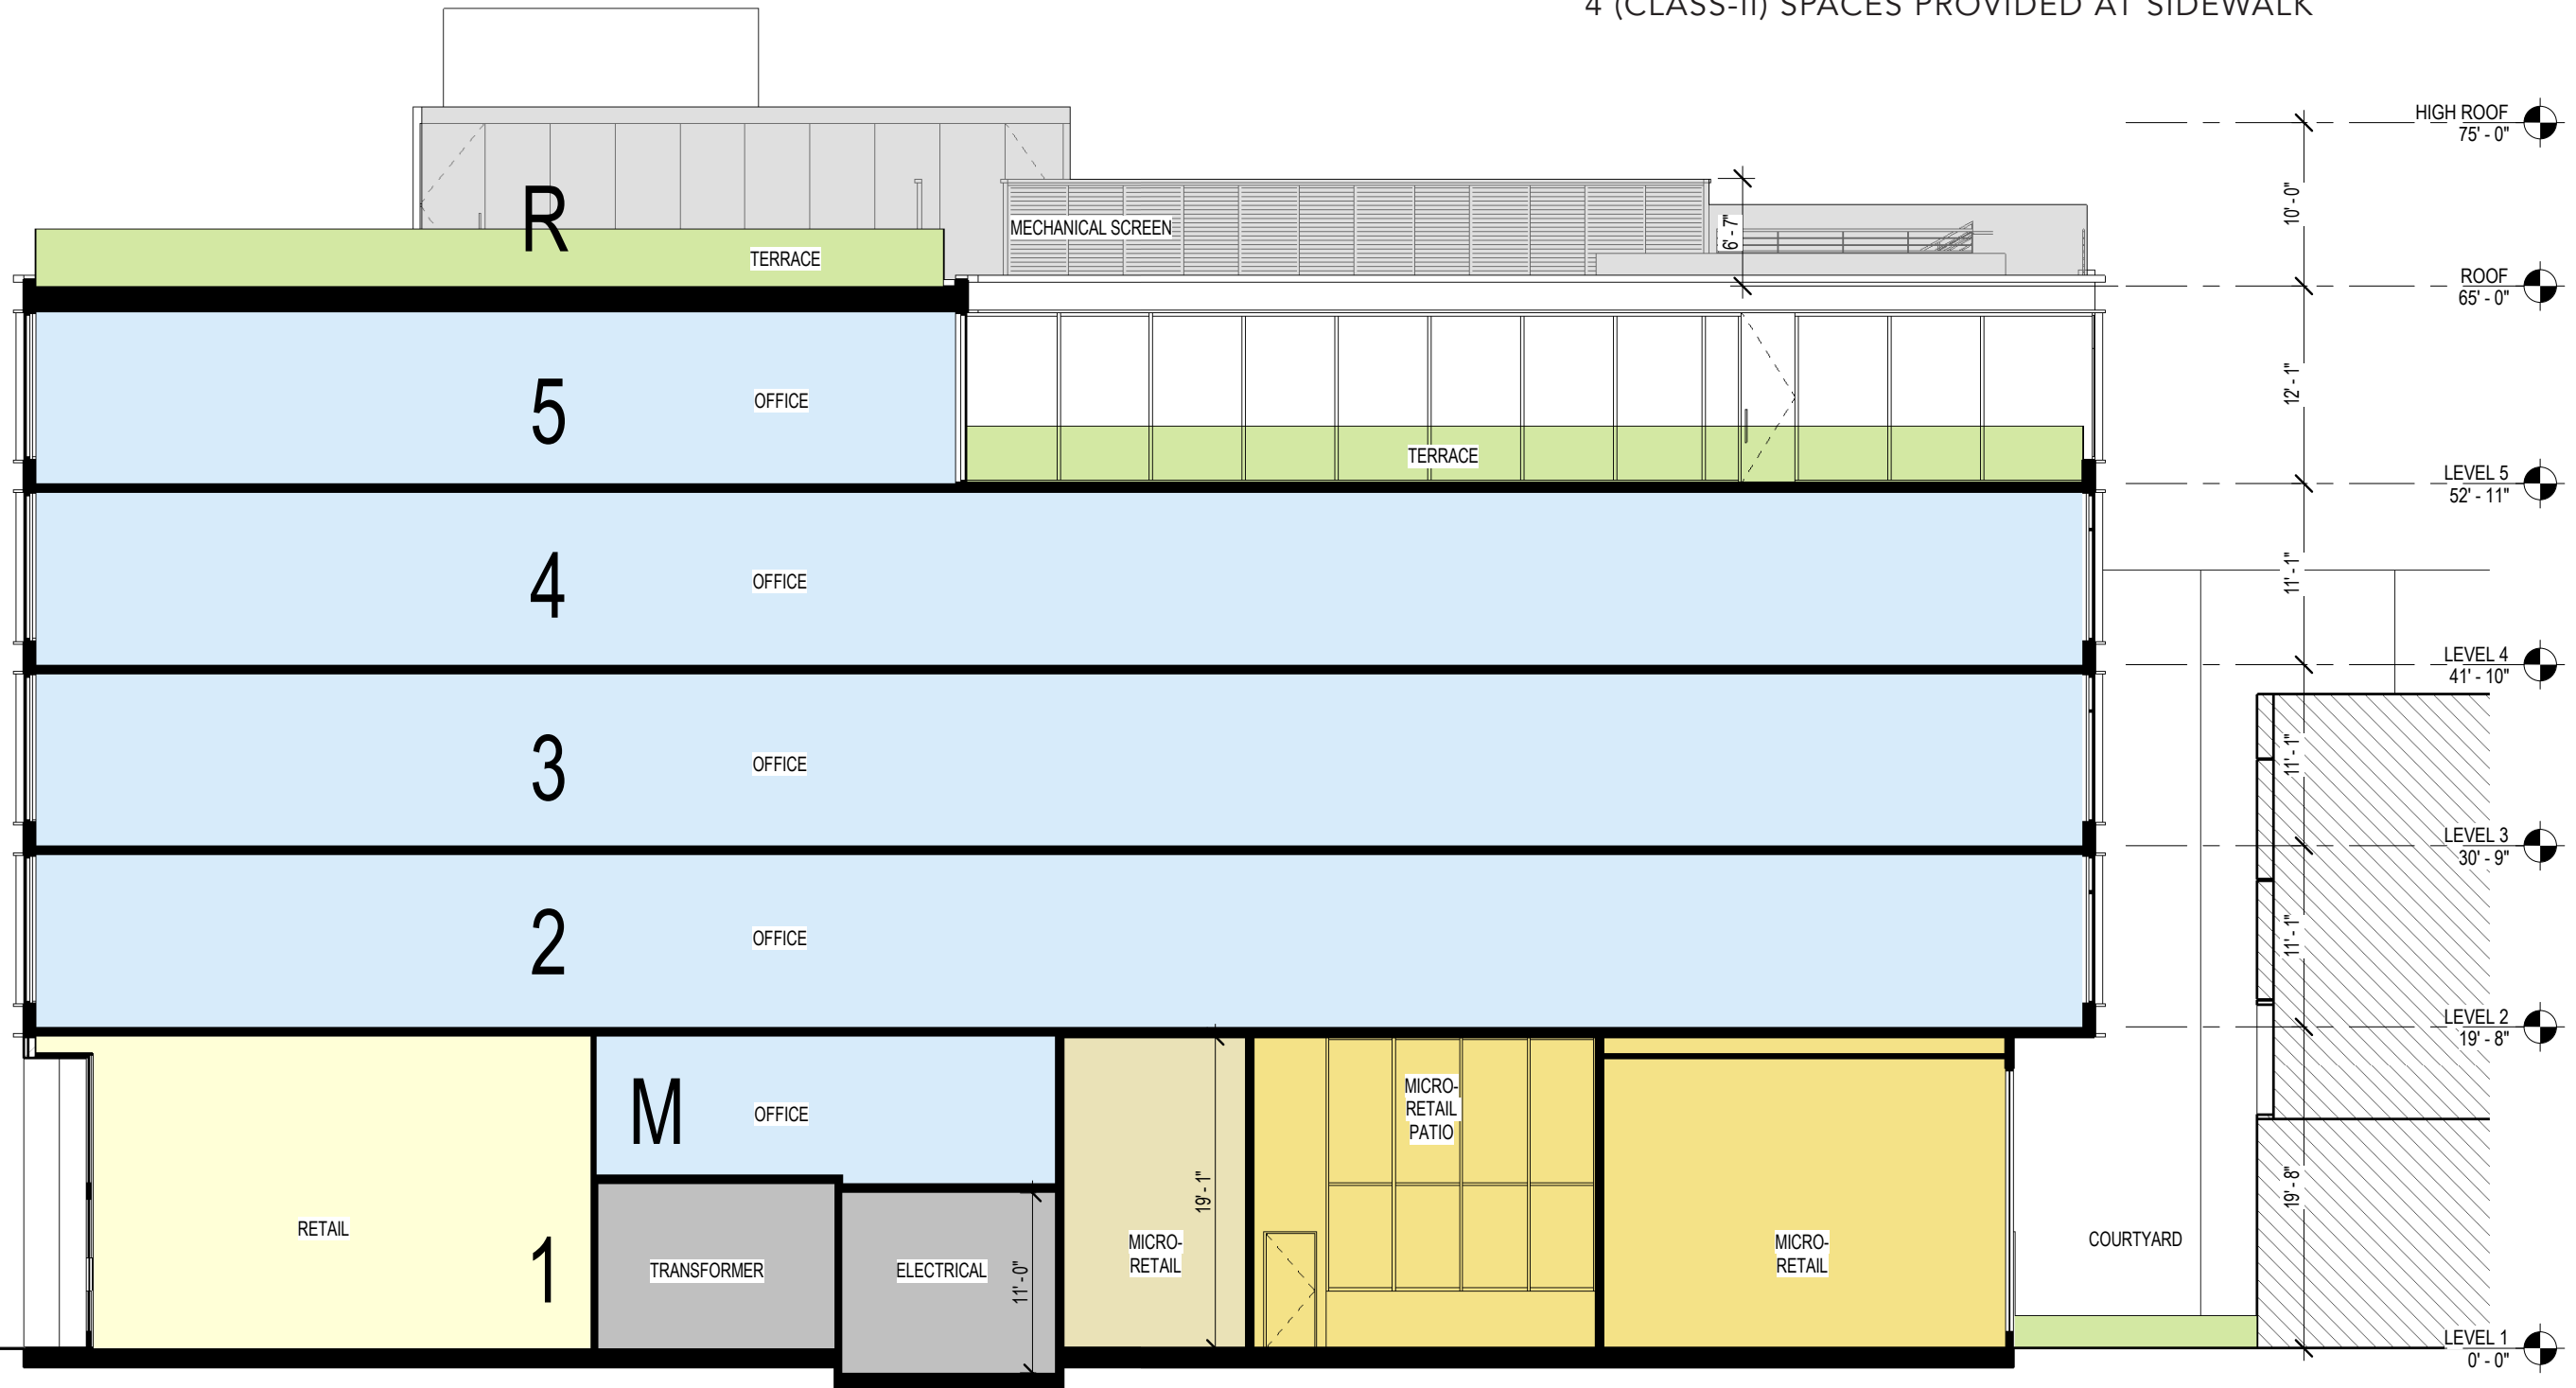 4 (CLASS-II) SPACES PROVIDED AT SIDEWALK
HIGH ROOF
75' - 0"
10' - 0"
R
MECHANICAL SCREEN
6' - 7"
TERRACE
ROOF
65' - 0"
5
OFFICE
12' - 1"
TERRACE
LEVEL 5
52' - 11"
4
OFFICE
11' - 1"
LEVEL 4
41' - 10"
3
OFFICE
11' - 1"
LEVEL 3
30' - 9"
2
OFFICE
11' - 1"
LEVEL 2
19' - 8"
M
OFFICE
MICRO-
RETAIL
PATIO
19' - 1"
19' - 8"
RETAIL
1
TRANSFORMER
ELECTRICAL
11' - 0"
MICRO-
RETAIL
MICRO-
RETAIL
COURTYARD
LEVEL 1
0' - 0"